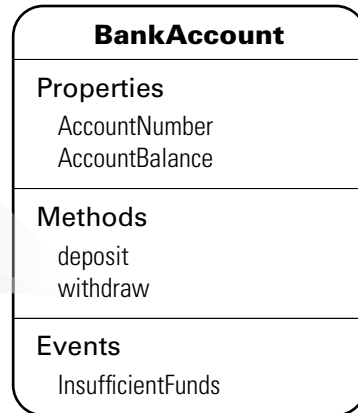 BankAccount
Properties
AccountNumber
AccountBalance
Methods
deposit
withdraw
Events
InsufficientFunds